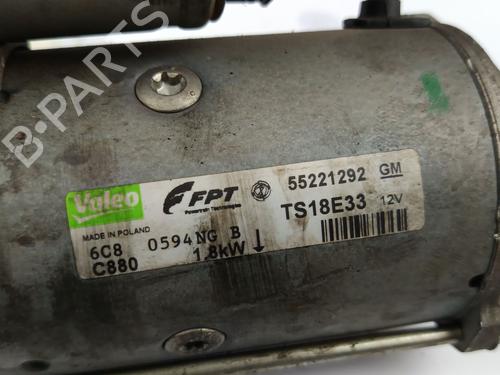 B-PARTS
Valeo
FPT
Powertrain Technologies
55221292 GM
TS18E33 12V
MADE IN POLAND
6C8 0594NG B
C880 1.8kW